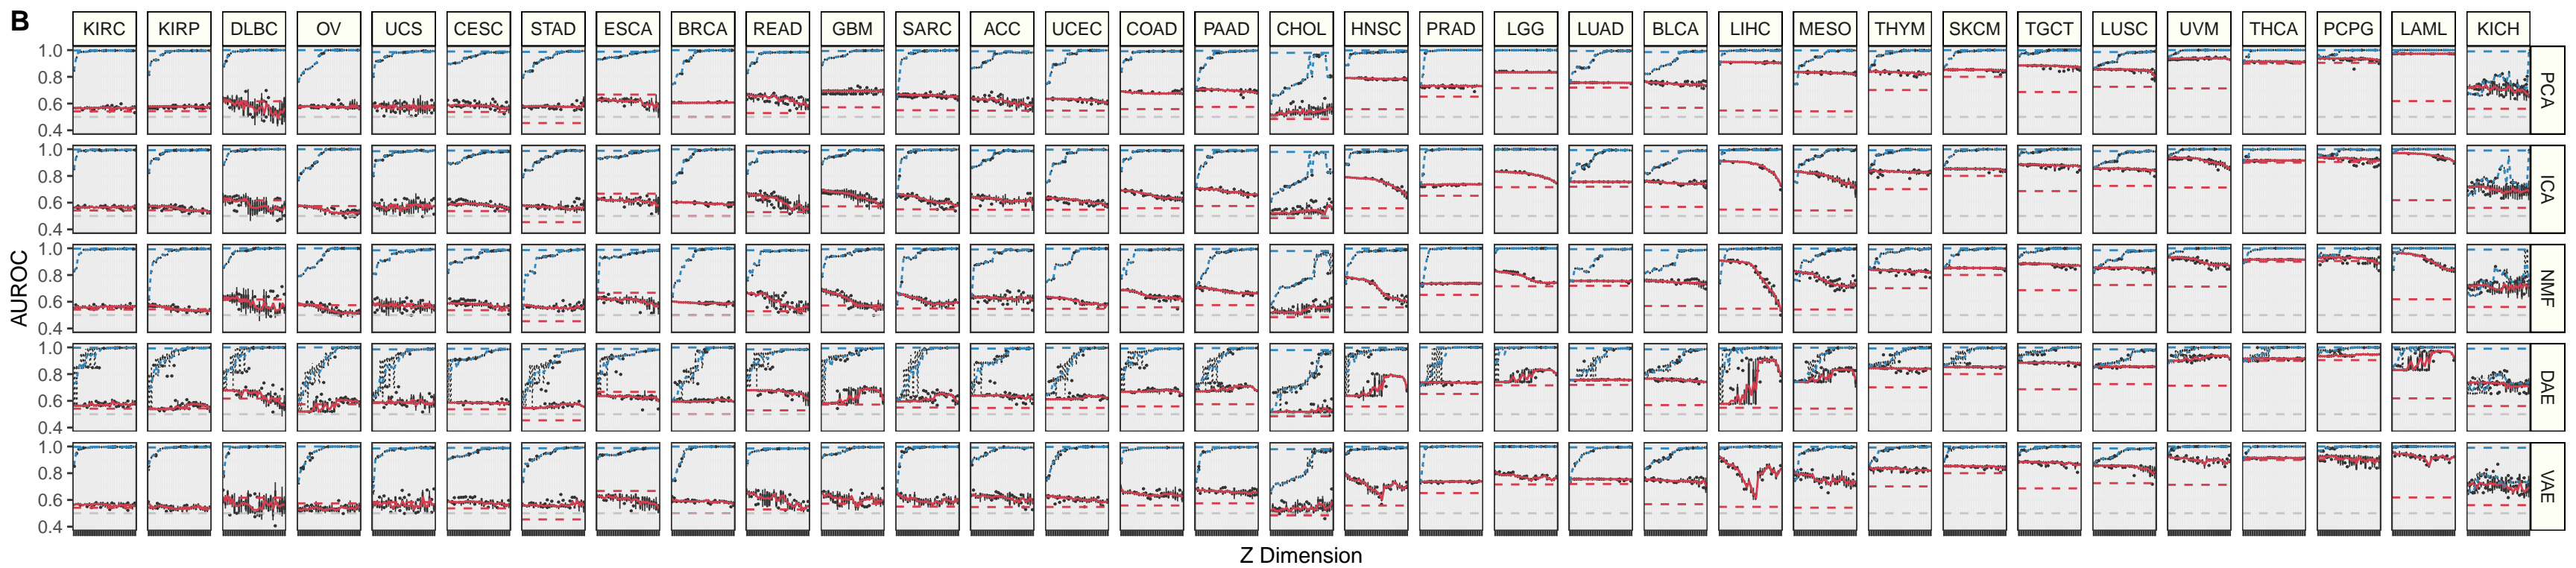 B
KIRC KIRP DLBC OV UCS CESC STAD ESCA BRCA READ GBM SARC ACC UCEC COAD PAAD CHOL HNSC PRAD LGG LUAD BLCA LIHC MESO THYM SKCM TGCT LUSC UVM THCA PCPG LAML KICH
AUROC
1.0
0.8
0.6
0.4
PCA
1.0
0.8
0.6
0.4
ICA
1.0
0.8
0.6
0.4
NMF
1.0
0.8
0.6
0.4
DAE
1.0
0.8
0.6
0.4
VAE
Z Dimension